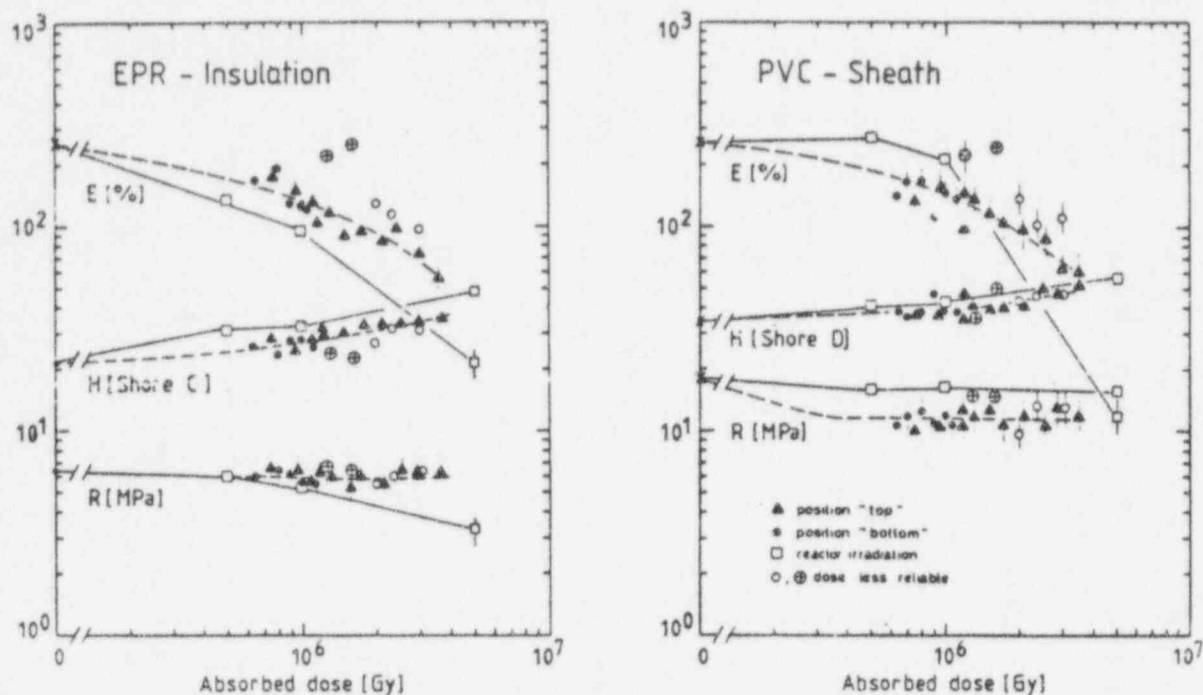 EPR - Insulation
10³
E [%]
10²
H [Shore C]
10¹
R [MPa]
10⁰
0
10⁶
10⁷
Absorbed dose [Gy]
PVC - Sheath
10³
E [%]
10²
H [Shore D]
10¹
R [MPa]
▲ position "top"
● position "bottom"
□ reactor irradiation
○,⊕ dose less reliable
10⁰
0
10⁶
10⁷
Absorbed dose [Gy]